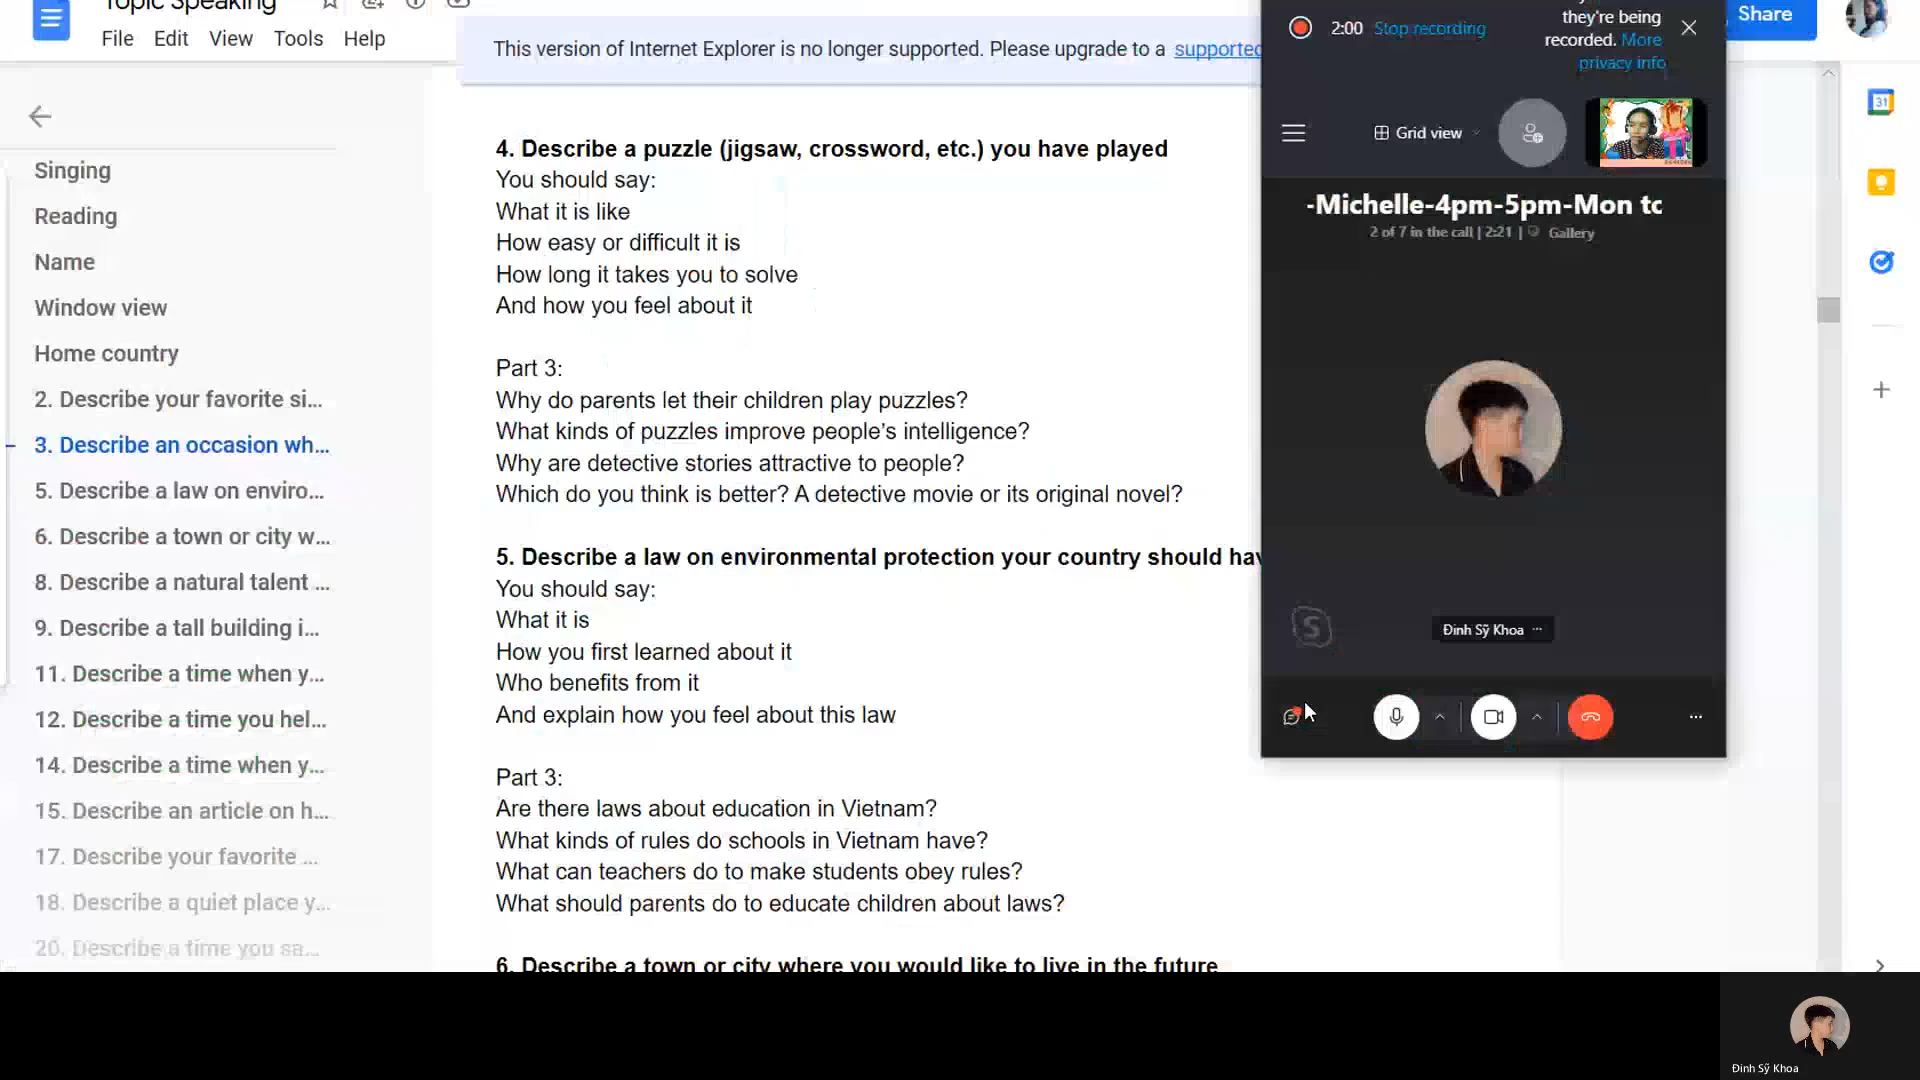 Topic Speaking
File Edit View Tools Help
This version of Internet Explorer is no longer supported. Please upgrade to a supported
Share
Singing
Reading
Name
Window view
Home country
2. Describe your favorite si...
3. Describe an occasion wh...
5. Describe a law on enviro...
6. Describe a town or city w...
8. Describe a natural talent ...
9. Describe a tall building i...
11. Describe a time when y...
12. Describe a time you hel...
14. Describe a time when y...
15. Describe an article on h...
17. Describe your favorite ...
18. Describe a quiet place y...
20. Describe a time you sa...
4. Describe a puzzle (jigsaw, crossword, etc.) you have played
You should say:
What it is like
How easy or difficult it is
How long it takes you to solve
And how you feel about it
Part 3:
Why do parents let their children play puzzles?
What kinds of puzzles improve people's intelligence?
Why are detective stories attractive to people?
Which do you think is better? A detective movie or its original novel?
5. Describe a law on environmental protection your country should hav
You should say:
What it is
How you first learned about it
Who benefits from it
And explain how you feel about this law
Part 3:
Are there laws about education in Vietnam?
What kinds of rules do schools in Vietnam have?
What can teachers do to make students obey rules?
What should parents do to educate children about laws?
6. Describe a town or city where you would like to live in the future
2:00 Stop recording
they're being
recorded. More
privacy info
Grid view
-Michelle-4pm-5pm-Mon to
2 of 7 in the call | 2:21 | Gallery
Đinh Sỹ Khoa ...
31
Đinh Sỹ Khoa